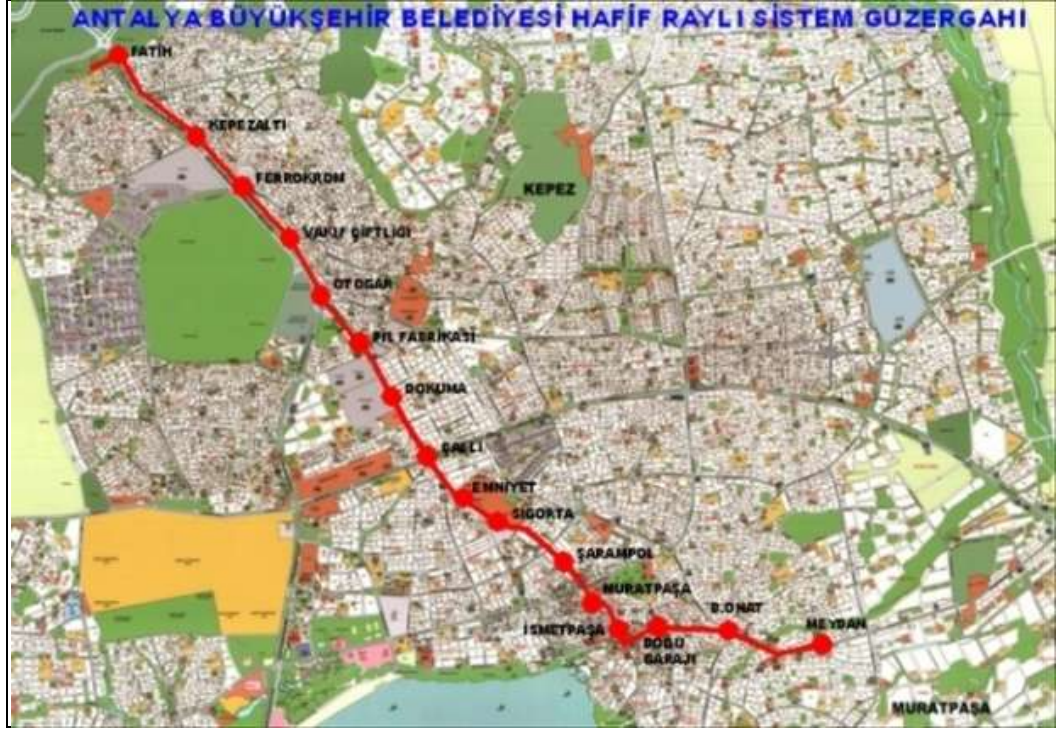 ANTALYA BÜYÜKŞEHİR BELEDİYESİ HAFİF RAYLI SİSTEM GÜZERGAHI
FATİH
KEPEZALTI
FERROKROM
KEPEZ
VAKIF ÇİFTLİĞİ
OTOGAR
PİL FABRİKASİ
DOKUMA
ÇALLI
EMNİYET
SİGORTA
ŞARAMPOL
MURATPAŞA
İSMETPAŞA
DOĞU
GARAJI
B.ONAT
MEYDAN
MURATPAŞA